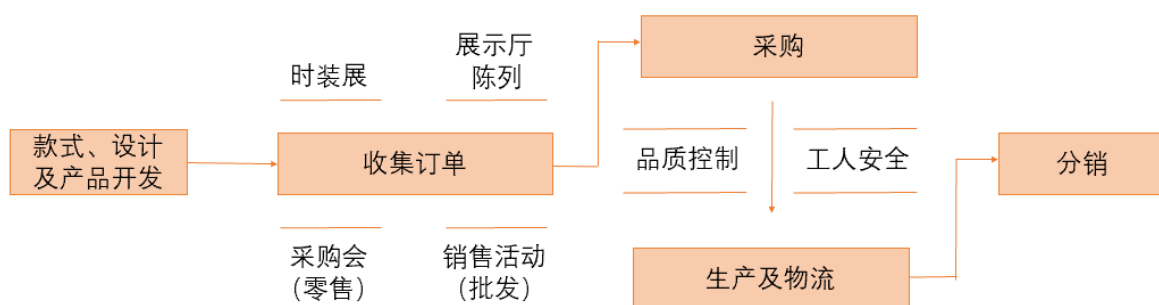 款式、设计
及产品开发
时装展
展示厅
陈列
收集订单
采购会
(零售)
销售活动
(批发)
采购
品质控制
工人安全
生产及物流
分销